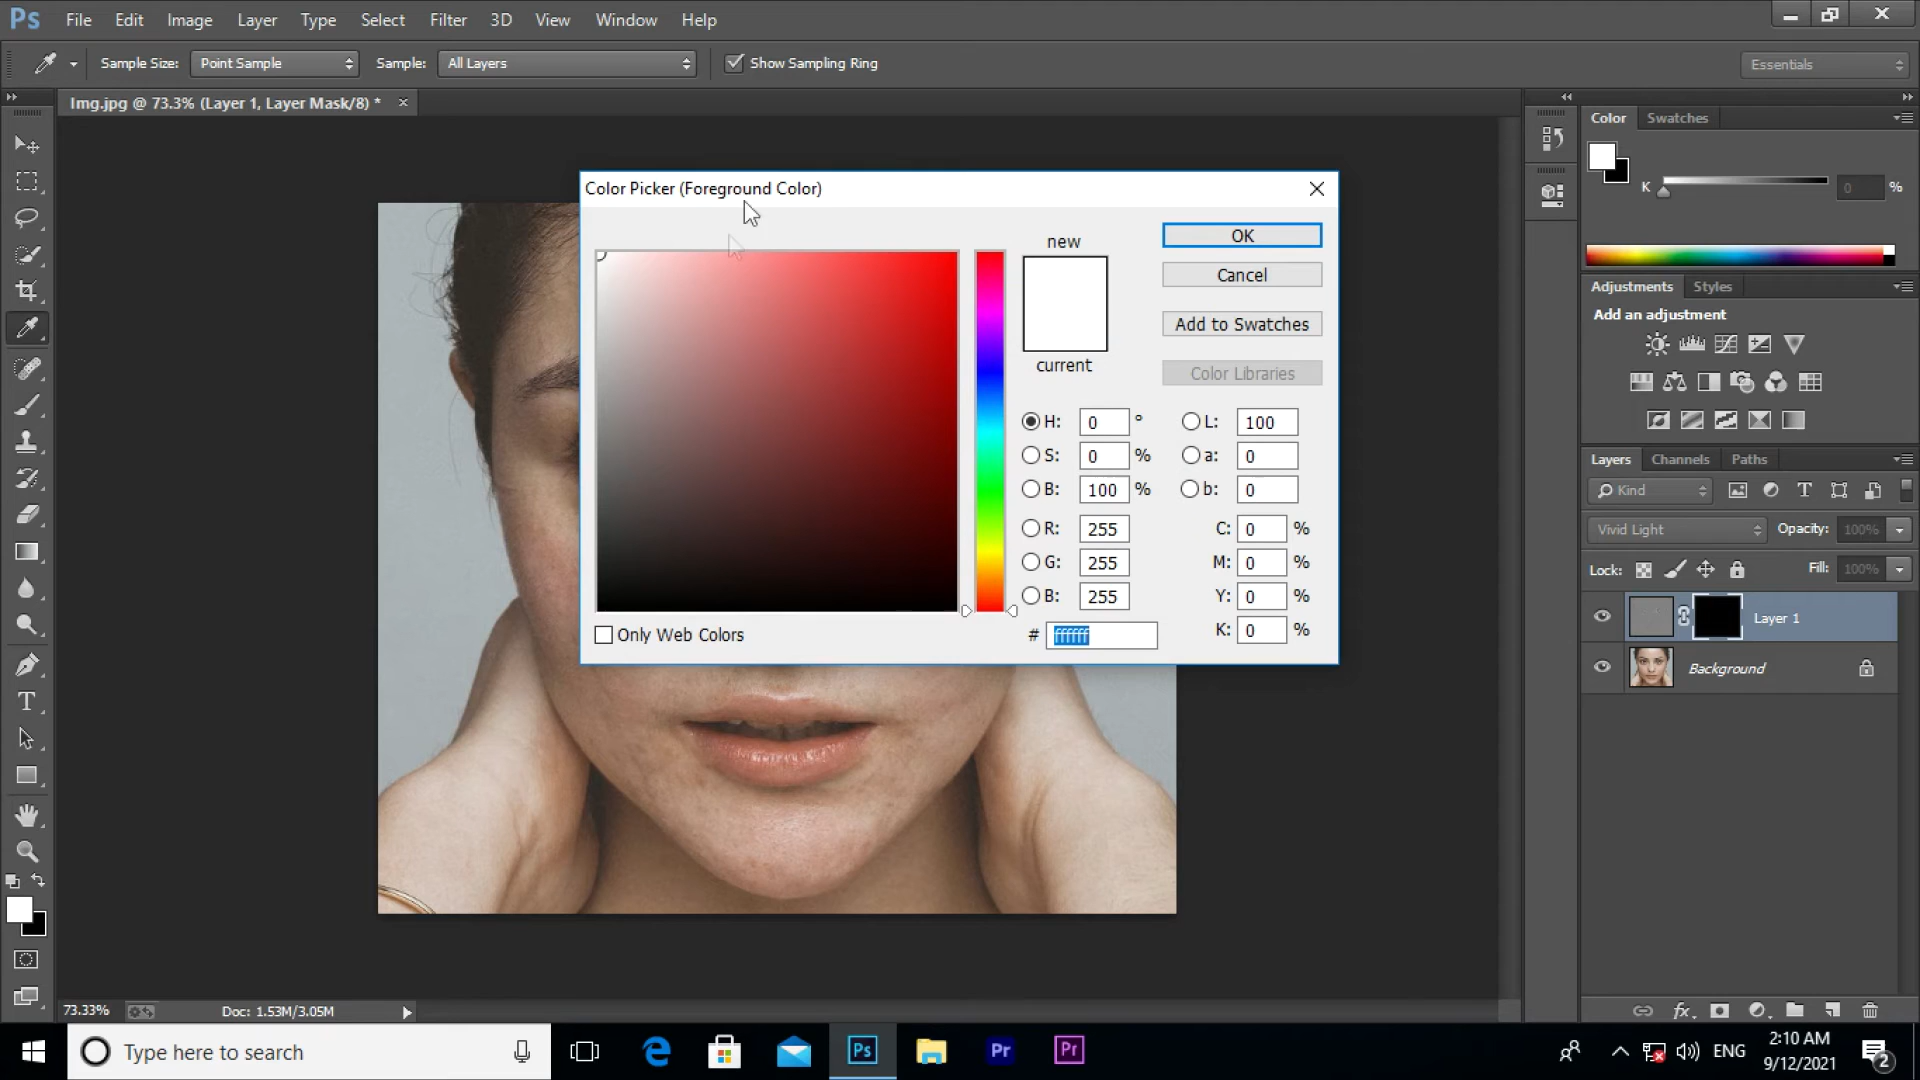 Ps File Edit Image Layer Type Select Filter 3D View Window Help
Sample Size: Point Sample Sample: All Layers Show Sampling Ring Essentials
Img.jpg @ 73.3% (Layer 1, Layer Mask/8) *
Color Picker (Foreground Color)
new
current
OK
Cancel
Add to Swatches
Color Libraries
H: 0 °
S: 0 %
B: 100 %
R: 255
G: 255
B: 255
# ffffff
L: 100
a: 0
b: 0
C: 0 %
M: 0 %
Y: 0 %
K: 0 %
Only Web Colors
Color Swatches
K 0 %
Adjustments Styles
Add an adjustment
Layers Channels Paths
Kind
Vivid Light Opacity: 100%
Lock: Fill: 100%
Layer 1
Background
73.33% Doc: 1.53M/3.05M
Type here to search
Ps Pr Pr
ENG
2:10 AM
9/12/2021
2